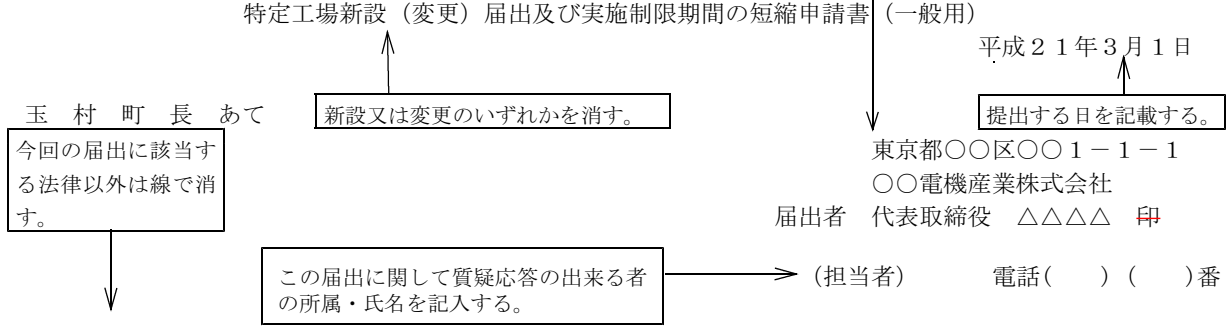 特定工場新設（変更）届出及び実施制限期間の短縮申請書（一般用）
平成２１年３月１日
玉　村　町　長　あて
新設又は変更のいずれかを消す。
提出する日を記載する。
今回の届出に該当す
る法律以外は線で消
す。
東京都〇〇区〇〇１－１－１
〇〇電機産業株式会社
届出者　代表取締役　△△△△　印
この届出に関して質疑応答の出来る者
の所属・氏名を記入する。
（担当者）　　　電話(　　)（　　)番